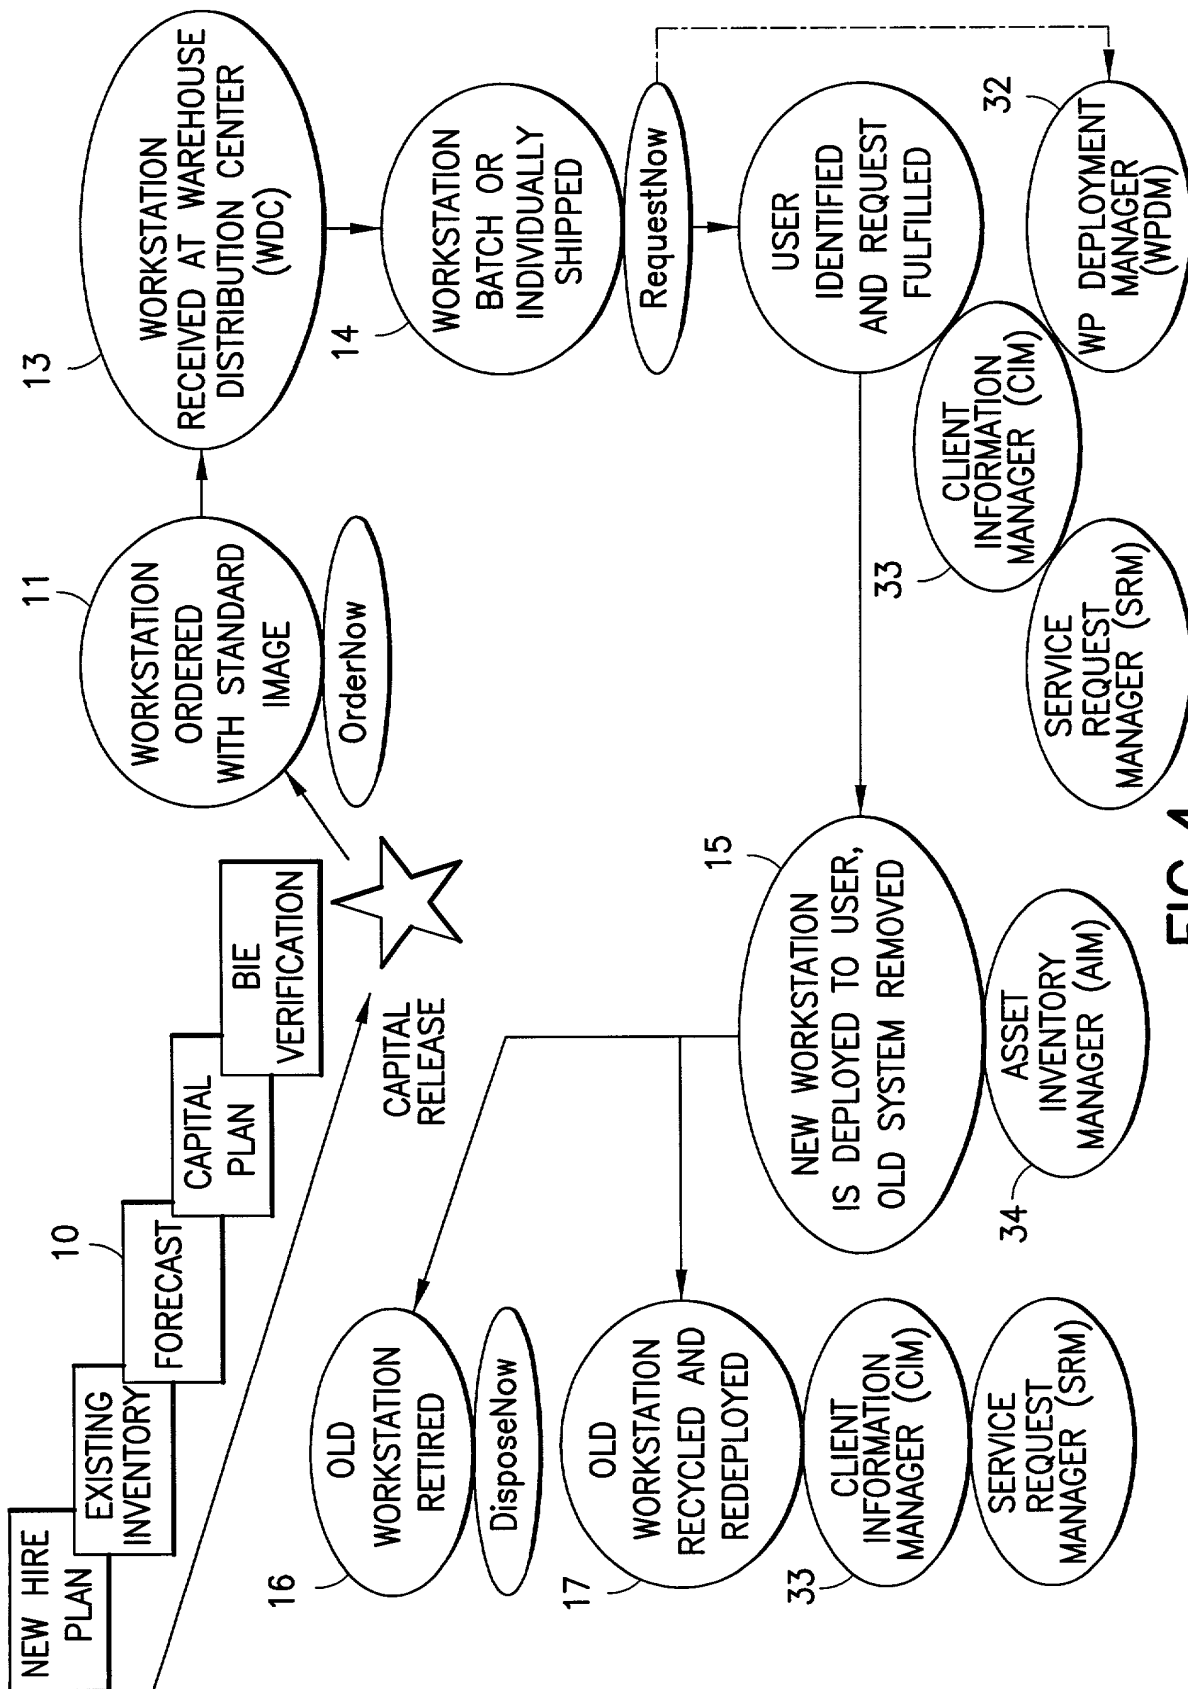 NEW HIRE
PLAN
EXISTING
INVENTORY
10
FORECAST
CAPITAL
PLAN
BIE
VERIFICATION
CAPITAL
RELEASE
11
WORKSTATION
ORDERED
WITH STANDARD
IMAGE
OrderNow
13
WORKSTATION
RECEIVED AT WAREHOUSE
DISTRIBUTION CENTER
(WDC)
14
WORKSTATION
BATCH OR
INDIVIDUALLY
SHIPPED
RequestNow
USER
IDENTIFIED
AND REQUEST
FULFILLED
32
WP DEPLOYMENT
MANAGER
(WPDM)
33
CLIENT
INFORMATION
MANAGER (CIM)
SERVICE
REQUEST
MANAGER (SRM)
15
NEW WORKSTATION
IS DEPLOYED TO USER,
OLD SYSTEM REMOVED
34
ASSET
INVENTORY
MANAGER (AIM)
16
OLD
WORKSTATION
RETIRED
DisposeNow
17
OLD
WORKSTATION
RECYCLED AND
REDEPLOYED
33
CLIENT
INFORMATION
MANAGER (CIM)
SERVICE
REQUEST
MANAGER (SRM)